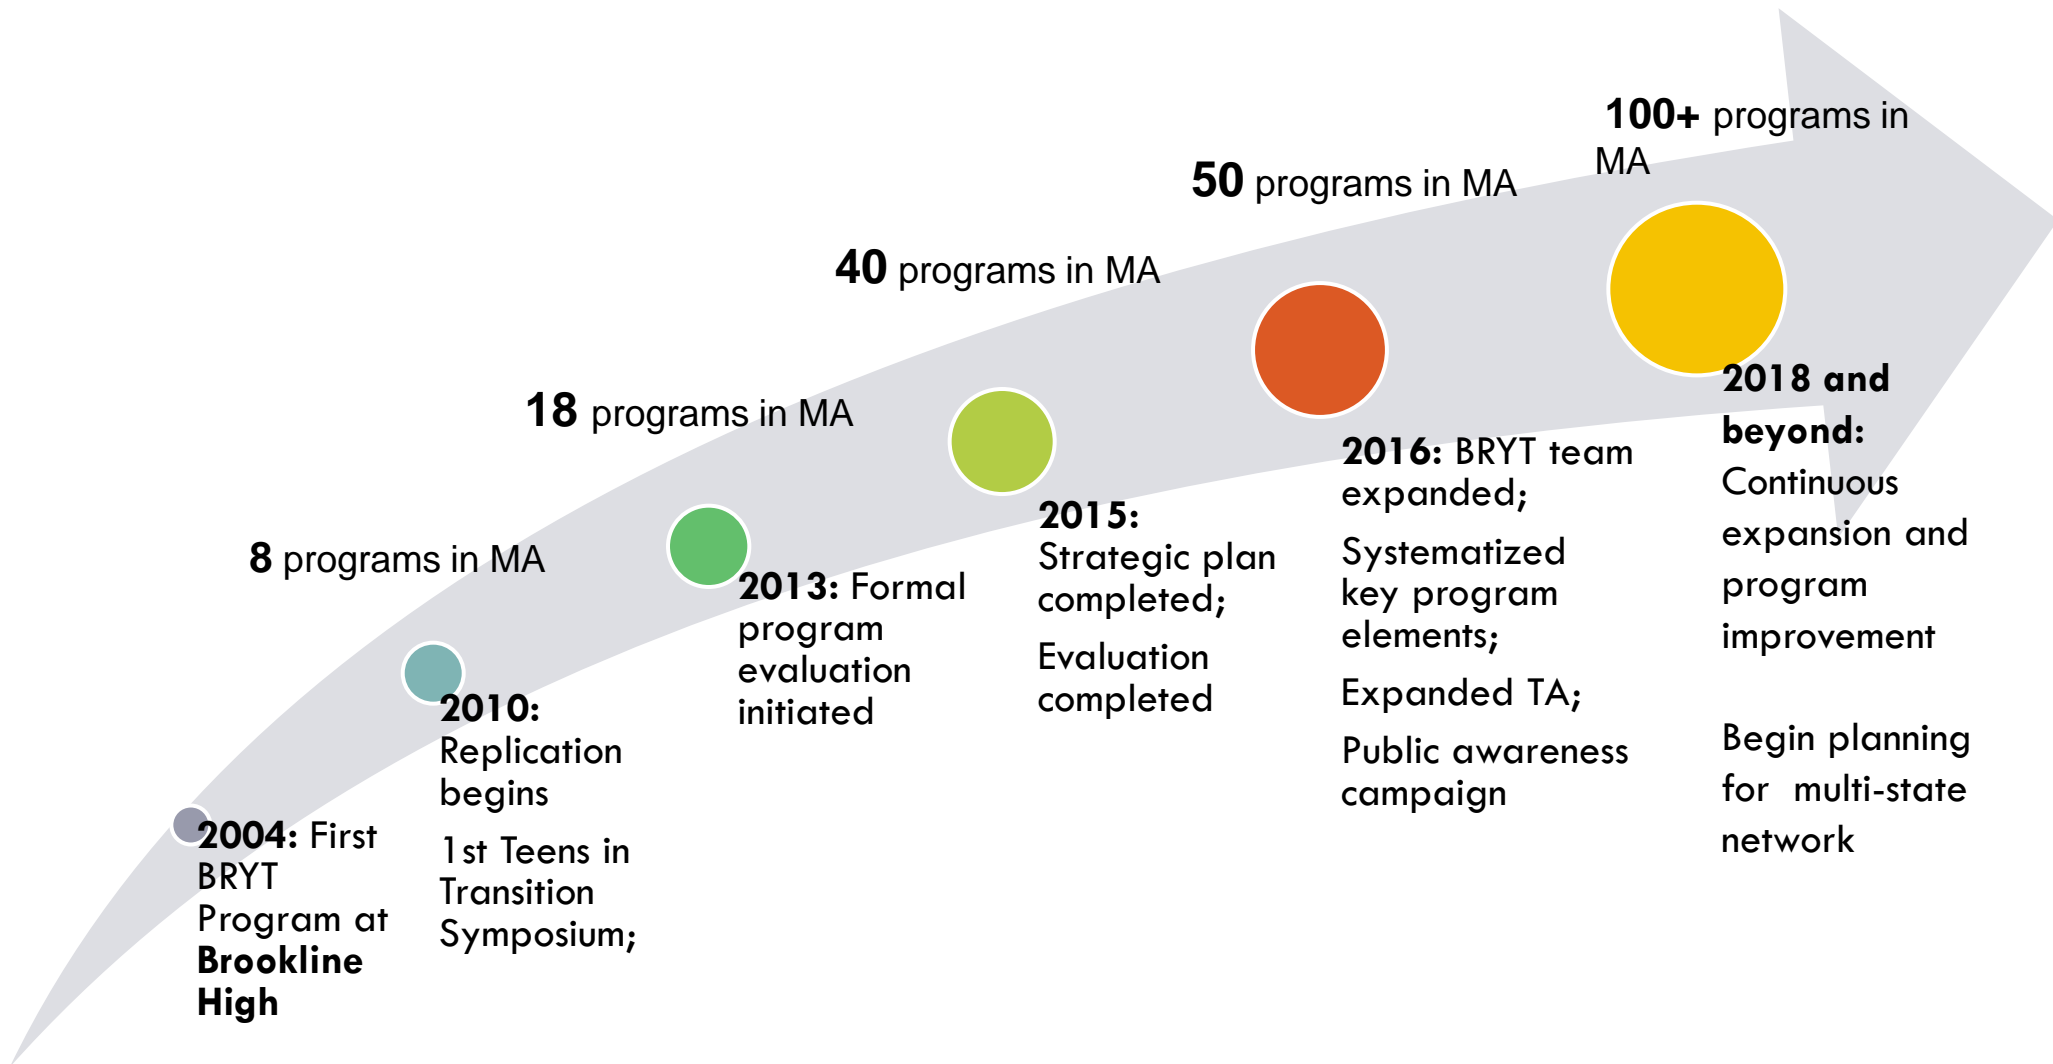 100+ programs in
MA
50 programs in MA
40 programs in MA
18 programs in MA
8 programs in MA
2004: First
BRYT
Program at
Brookline
High
2010:
Replication
begins
1st Teens in
Transition
Symposium;
2013: Formal
program
evaluation
initiated
2015:
Strategic plan
completed;
Evaluation
completed
2016: BRYT team
expanded;
Systematized
key program
elements;
Expanded TA;
Public awareness
campaign
2018 and
beyond:
Continuous
expansion and
program
improvement
Begin planning
for multi-state
network